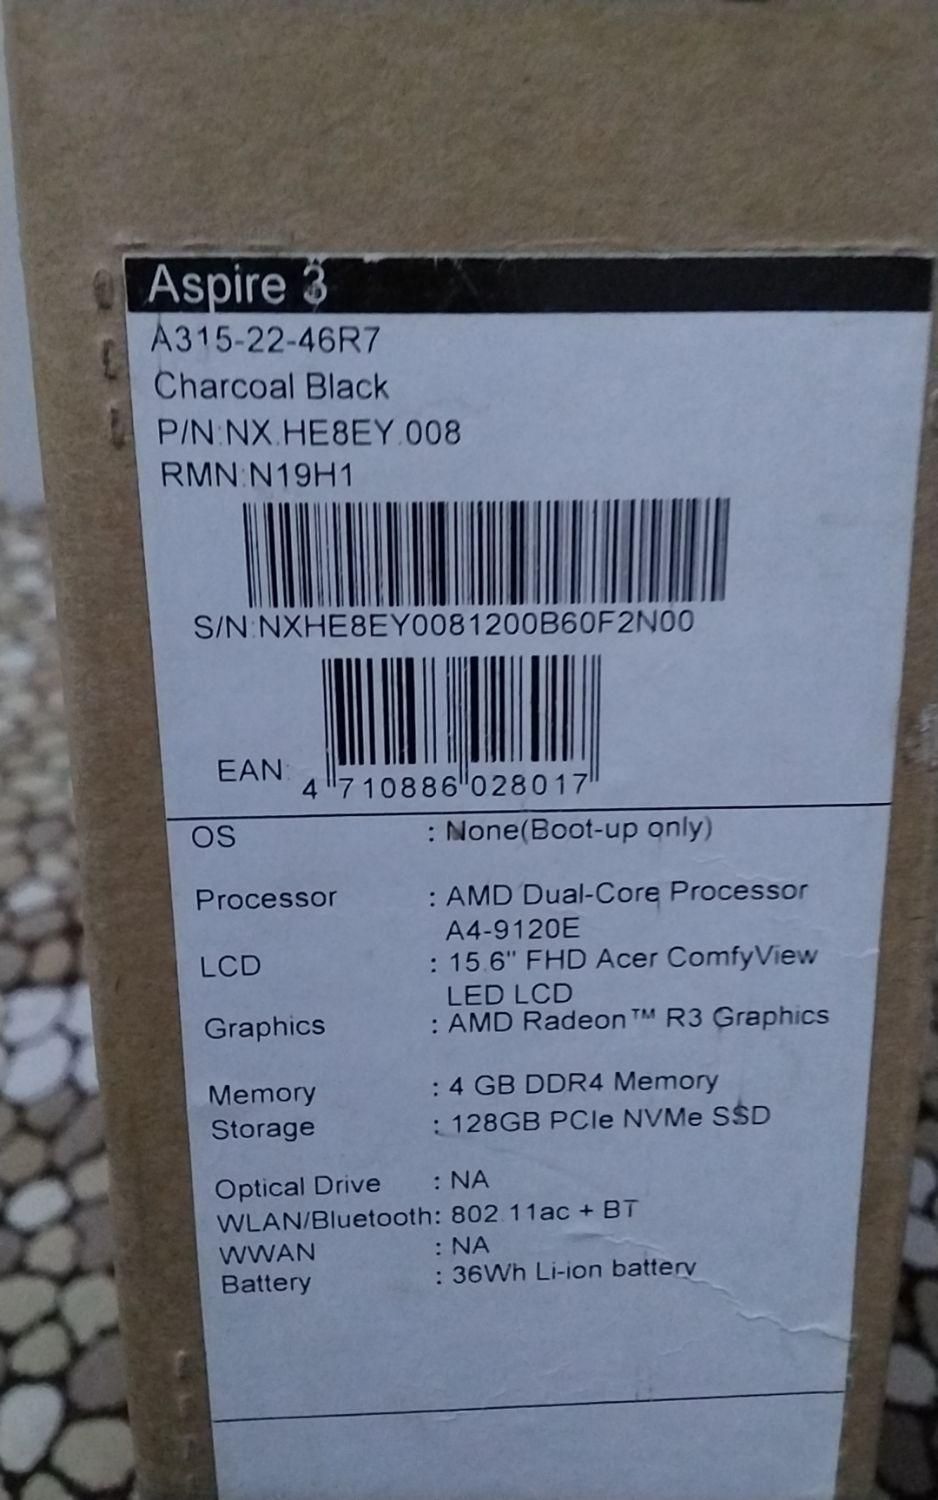 Aspire 3
A315-22-46R7
Charcoal Black
P/N:NX.HE8EY.008
RMN:N19H1
S/N:NXHE8EY0081200B60F2N00
EAN: 4 710886 028017
OS : None(Boot-up only)
Processor : AMD Dual-Core Processor
A4-9120E
LCD : 15.6" FHD Acer ComfyView
LED LCD
Graphics : AMD Radeon™ R3 Graphics
Memory : 4 GB DDR4 Memory
Storage : 128GB PCIe NVMe SSD
Optical Drive : NA
WLAN/Bluetooth: 802.11ac + BT
WWAN : NA
Battery : 36Wh Li-ion battery